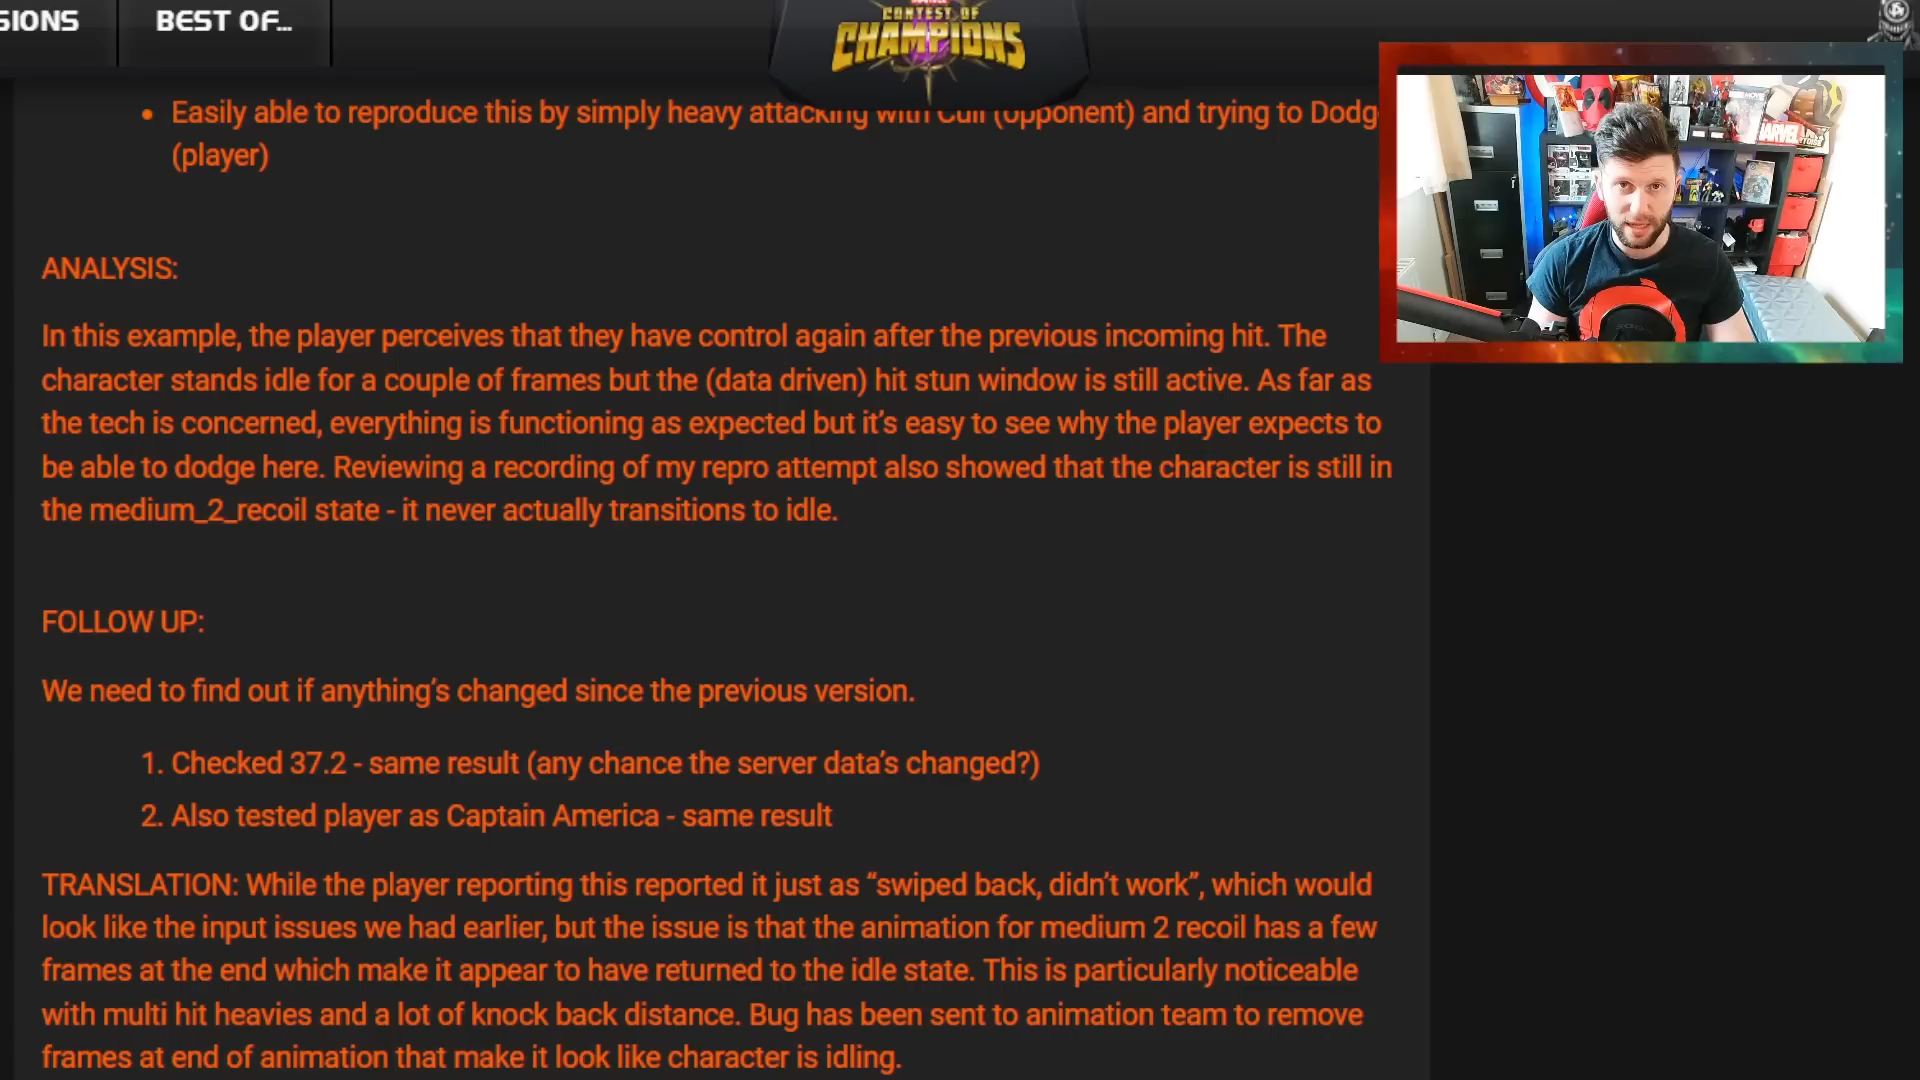 SIONS
BEST OF...
CONTEST OF
CHAMPIONS
• Easily able to reproduce this by simply heavy attacking with Cull (opponent) and trying to Dodg
(player)
ANALYSIS:
In this example, the player perceives that they have control again after the previous incoming hit. The
character stands idle for a couple of frames but the (data driven) hit stun window is still active. As far as
the tech is concerned, everything is functioning as expected but it’s easy to see why the player expects to
be able to dodge here. Reviewing a recording of my repro attempt also showed that the character is still in
the medium_2_recoil state - it never actually transitions to idle.
FOLLOW UP:
We need to find out if anything’s changed since the previous version.
1. Checked 37.2 - same result (any chance the server data’s changed?)
2. Also tested player as Captain America - same result
TRANSLATION: While the player reporting this reported it just as “swiped back, didn’t work”, which would
look like the input issues we had earlier, but the issue is that the animation for medium 2 recoil has a few
frames at the end which make it appear to have returned to the idle state. This is particularly noticeable
with multi hit heavies and a lot of knock back distance. Bug has been sent to animation team to remove
frames at end of animation that make it look like character is idling.
MARVEL